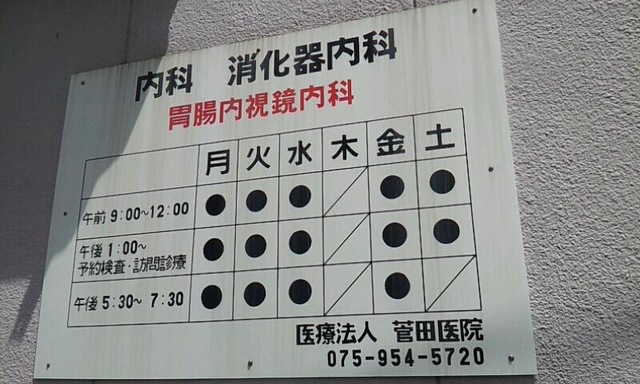 内科　消化器内科
胃腸内視鏡内科
月 火 水 木 金 土
午前 9:00~12:00 ● ● ● ／ ● ●
午後 1:00~
予約検査・訪問診療 ● ● ● ／ ● ●
午後 5:30~ 7:30 ● ● ● ／ ● ／
医療法人　菅田医院
075-954-5720